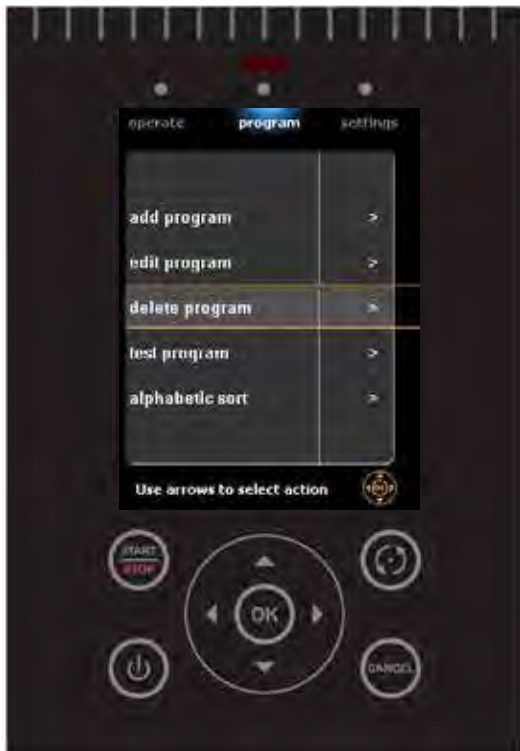 operate program settings
add program >
edit program >
delete program >
test program >
alphabetic sort >
Use arrows to select action
START
STOP
OK
CANCEL